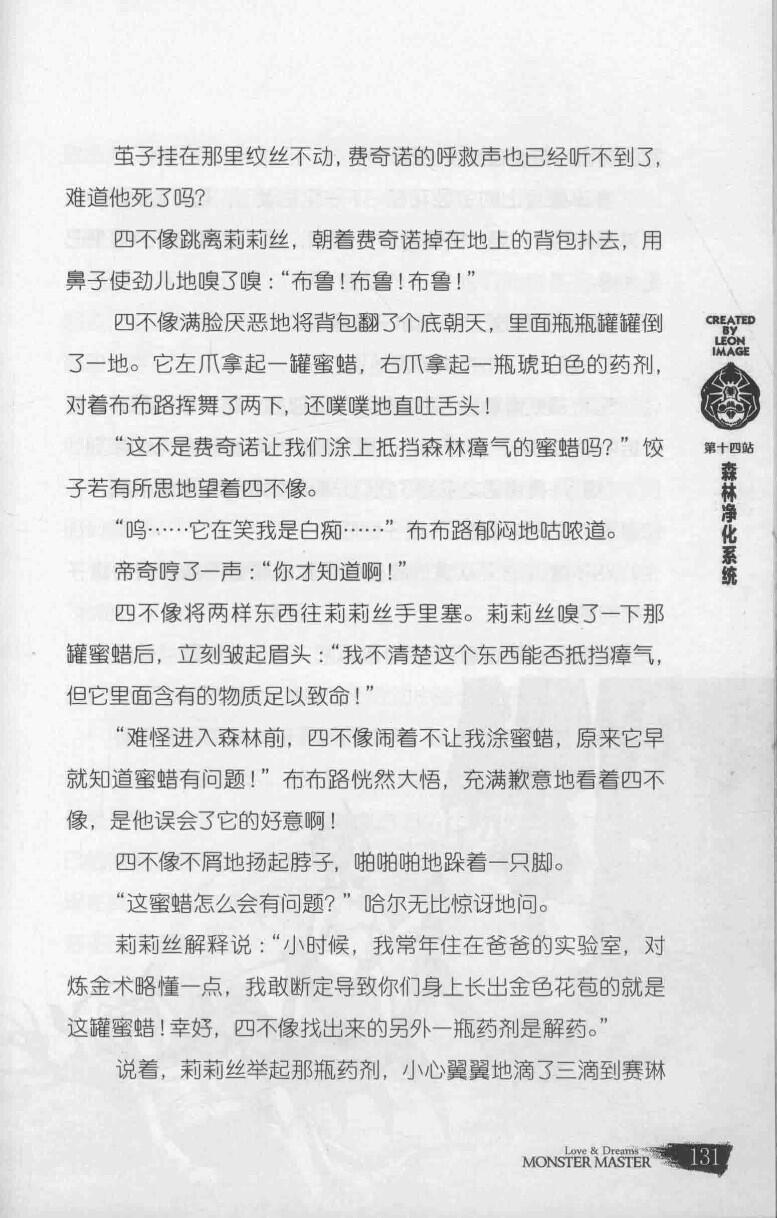 茧子挂在那里纹丝不动,费奇诺的呼救声也已经听不到了,
难道他死了吗?
四不像跳离莉莉丝,朝着费奇诺掉在地上的背包扑去,用
鼻子使劲儿地嗅了嗅:“布鲁!布鲁!布鲁!”
四不像满脸厌恶地将背包翻了个底朝天,里面瓶瓶罐罐倒
了一地。它左爪拿起一罐蜜蜡,右爪拿起一瓶琥珀色的药剂,
对着布布路挥舞了两下,还噗噗地直吐舌头!
“这不是费奇诺让我们涂上抵挡森林瘴气的蜜蜡吗?”饺
子若有所思地望着四不像。
“呜……它在笑我是白痴……”布布路郁闷地咕哝道。
帝奇哼了一声:“你才知道啊!”
四不像将两样东西往莉莉丝手里塞。莉莉丝嗅了一下那
罐蜜蜡后,立刻皱起眉头:“我不清楚这个东西能否抵挡瘴气,
但它里面含有的物质足以致命!”
“难怪进入森林前,四不像闹着不让我涂蜜蜡,原来它早
就知道蜜蜡有问题!”布布路恍然大悟,充满歉意地看着四不
像,是他误会了它的好意啊!
四不像不屑地扬起脖子,啪啪啪地跺着一只脚。
“这蜜蜡怎么会有问题?”哈尔无比惊讶地问。
莉莉丝解释说:“小时候,我常年住在爸爸的实验室,对
炼金术略懂一点,我敢断定导致你们身上长出金色花苞的就是
这罐蜜蜡!幸好,四不像找出来的另外一瓶药剂是解药。”
说着,莉莉丝举起那瓶药剂,小心翼翼地滴了三滴到赛琳
CREATED
BY
LEON
IMAGE
第十四站
森林净化系统
Love & Dreams
MONSTER MASTER
131